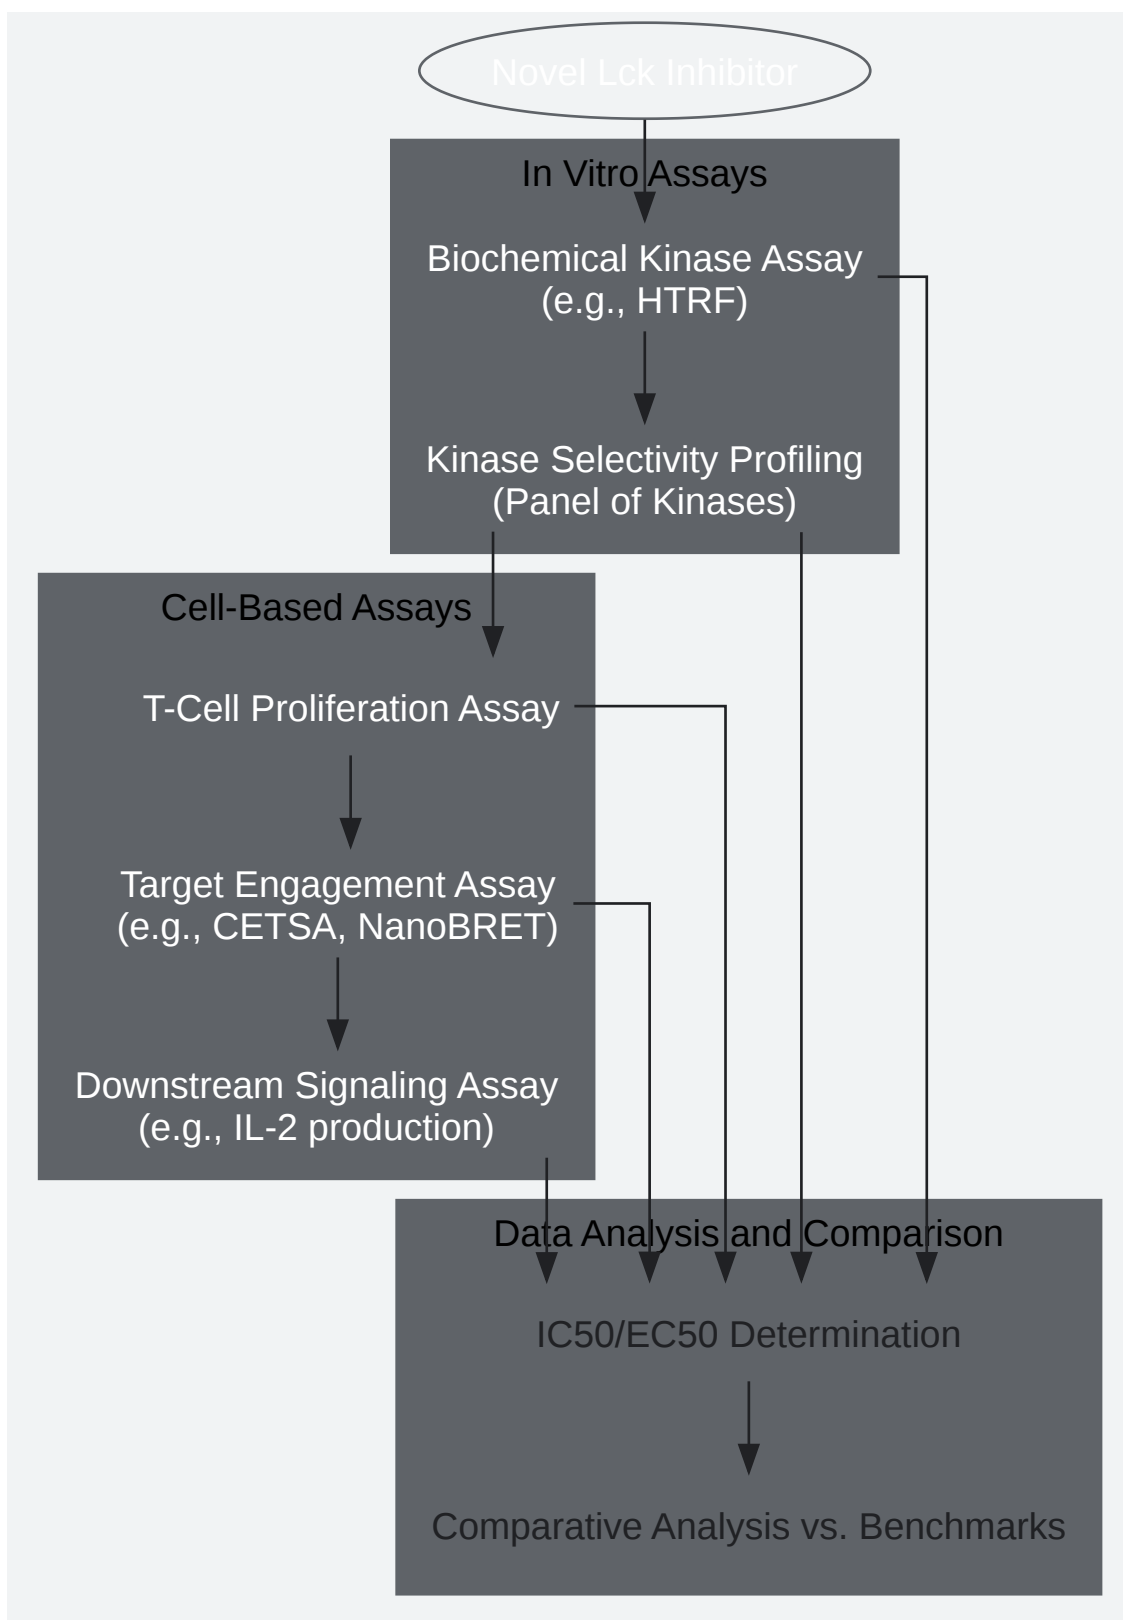 Novel Lck Inhibitor
In Vitro Assays
Biochemical Kinase Assay
(e.g., HTRF)
Kinase Selectivity Profiling
(Panel of Kinases)
Cell-Based Assays
T-Cell Proliferation Assay
Target Engagement Assay
(e.g., CETSA, NanoBRET)
Downstream Signaling Assay
(e.g., IL-2 production)
Data Analysis and Comparison
IC50/EC50 Determination
Comparative Analysis vs. Benchmarks